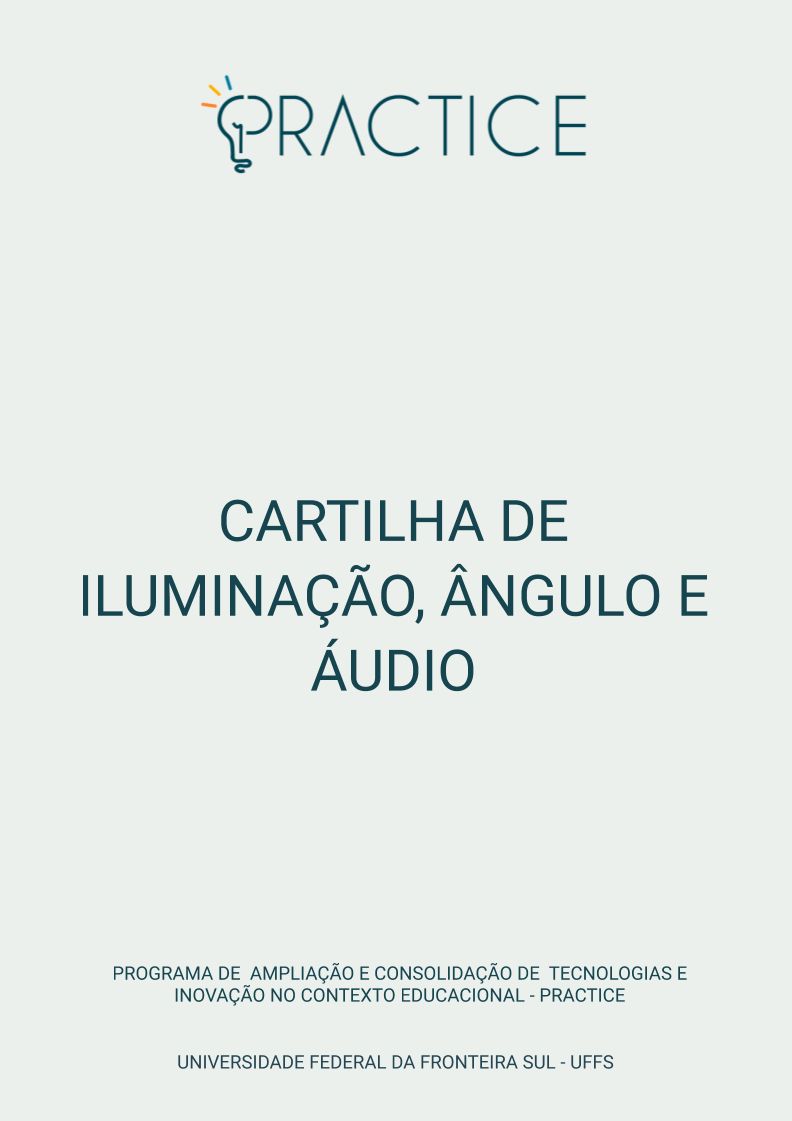 PRACTICE
CARTILHA DE
ILUMINAÇÃO, ÂNGULO E
ÁUDIO
PROGRAMA DE AMPLIAÇÃO E CONSOLIDAÇÃO DE TECNOLOGIAS E
INOVAÇÃO NO CONTEXTO EDUCACIONAL - PRACTICE
UNIVERSIDADE FEDERAL DA FRONTEIRA SUL - UFFS